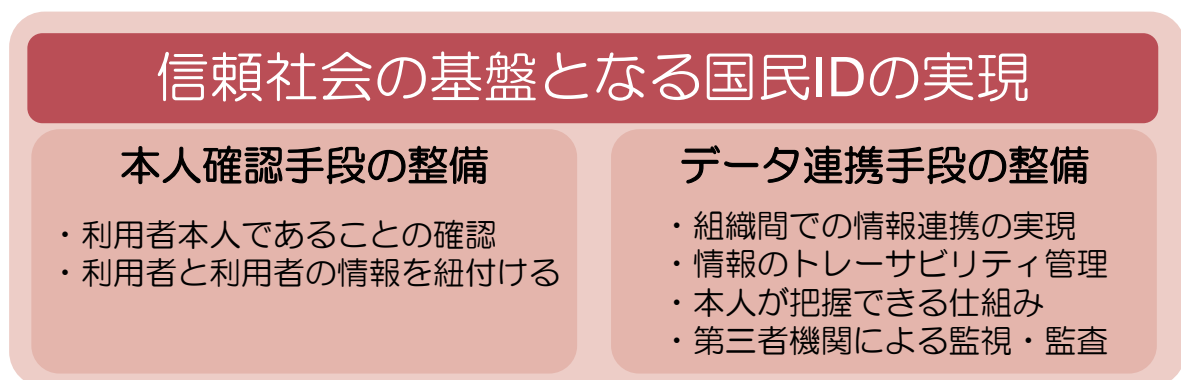 信頼社会の基盤となる国民IDの実現
本人確認手段の整備
・利用者本人であることの確認
・利用者と利用者の情報を紐付ける
データ連携手段の整備
・組織間での情報連携の実現
・情報のトレーサビリティ管理
・本人が把握できる仕組み
・第三者機関による監視・監査